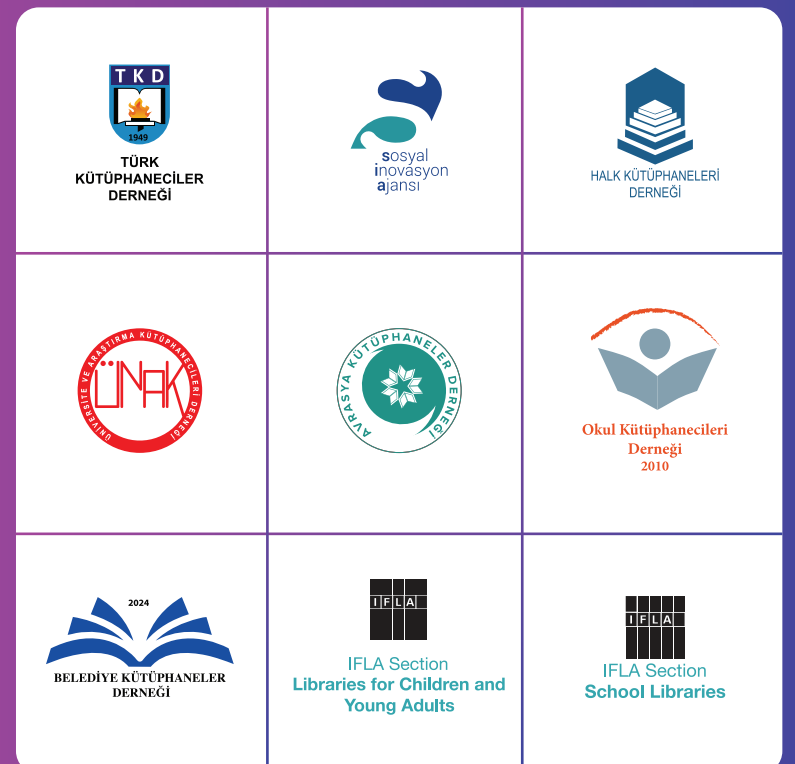 TKD
1949
TÜRK
KÜTÜPHANECİLER
DERNEĞİ
sosyal
inovasyon
ajansı
HALK KÜTÜPHANELERİ
DERNEĞİ
ÜNİVERSİTE VE ARAŞTIRMA KÜTÜPHANECİLERİ DERNEĞİ
ÜNAK
AVRASYA KÜTÜPHANELER DERNEĞİ
Okul Kütüphanecileri
Derneği
2010
2024
BELEDİYE KÜTÜPHANELER
DERNEĞİ
IFLA
IFLA Section
Libraries for Children and
Young Adults
IFLA
IFLA Section
School Libraries